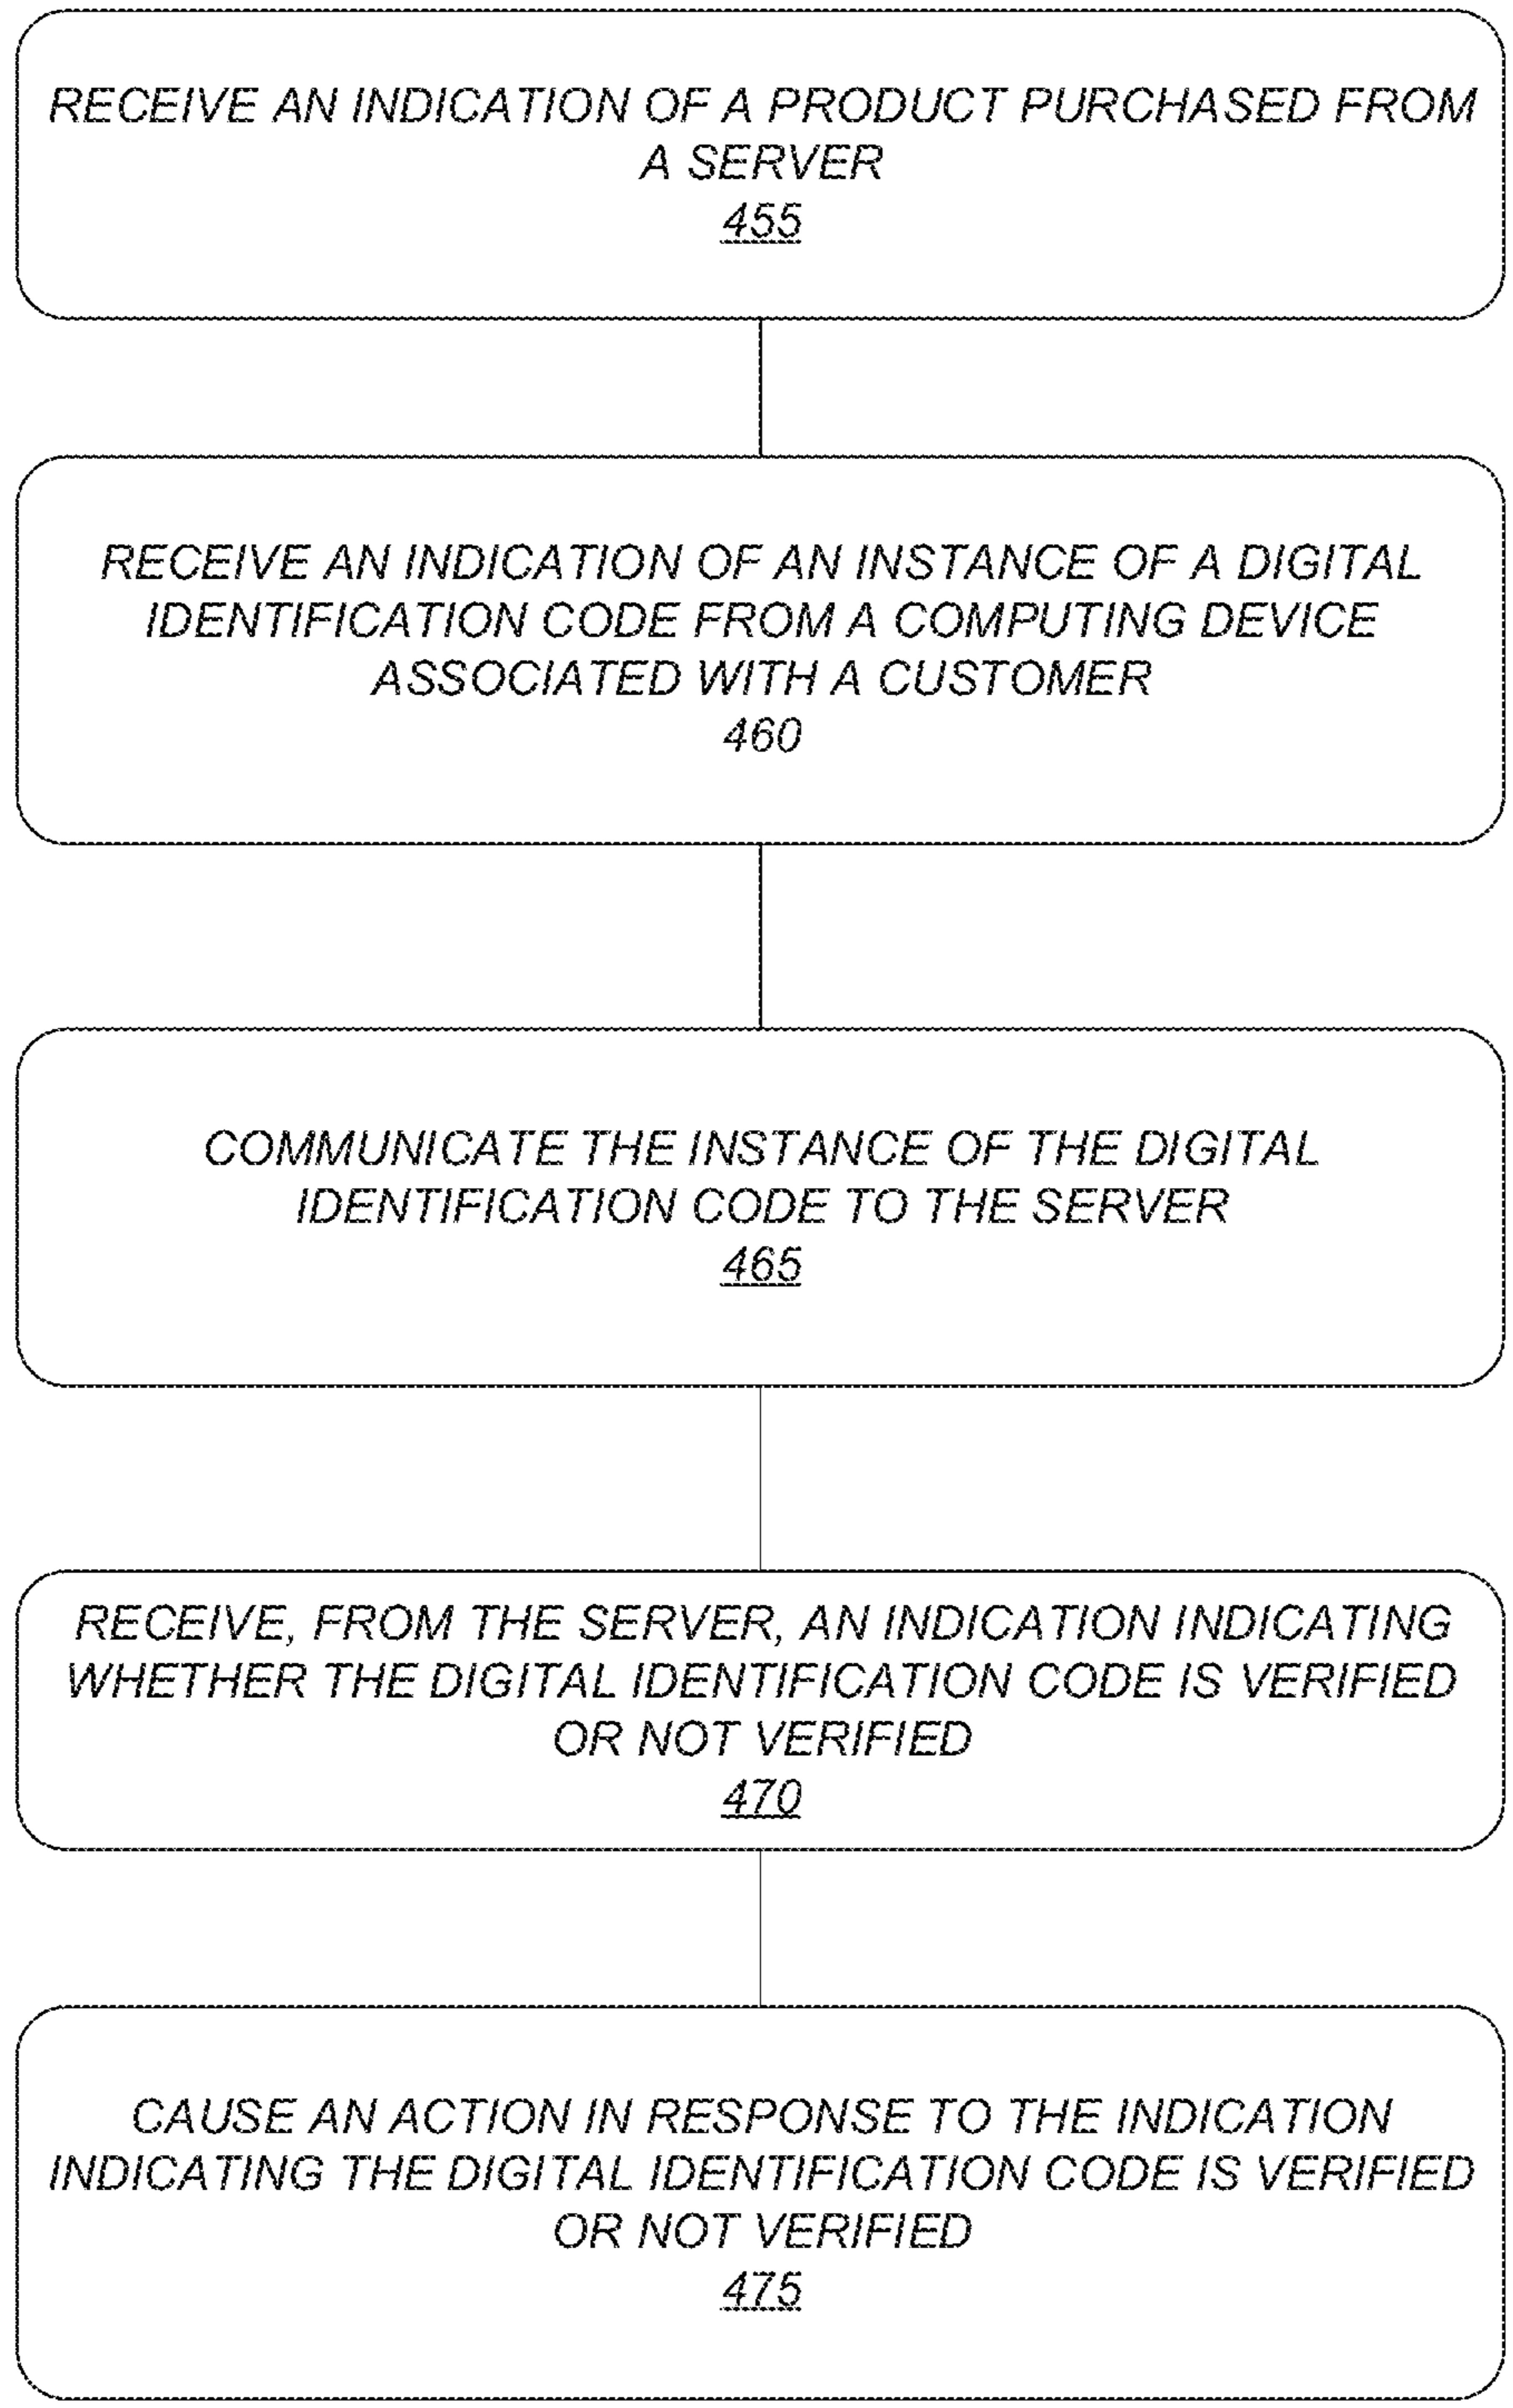 RECEIVE AN INDICATION OF A PRODUCT PURCHASED FROM
A SERVER
455
RECEIVE AN INDICATION OF AN INSTANCE OF A DIGITAL
IDENTIFICATION CODE FROM A COMPUTING DEVICE
ASSOCIATED WITH A CUSTOMER
460
COMMUNICATE THE INSTANCE OF THE DIGITAL
IDENTIFICATION CODE TO THE SERVER
465
RECEIVE, FROM THE SERVER, AN INDICATION INDICATING
WHETHER THE DIGITAL IDENTIFICATION CODE IS VERIFIED
OR NOT VERIFIED
470
CAUSE AN ACTION IN RESPONSE TO THE INDICATION
INDICATING THE DIGITAL IDENTIFICATION CODE IS VERIFIED
OR NOT VERIFIED
475